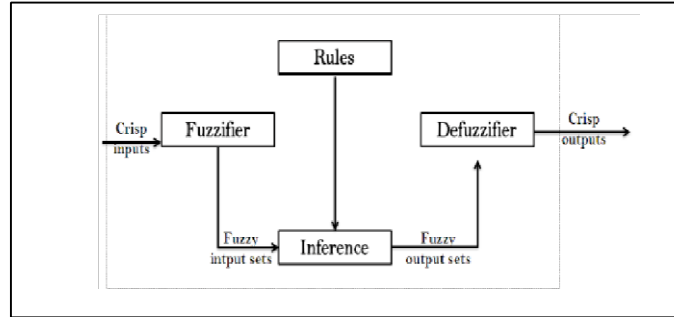 Rules
Crisp
inputs
Fuzzifier
Defuzzifier
Crisp
outputs
Fuzzy
intput sets
Inference
Fuzzy
output sets